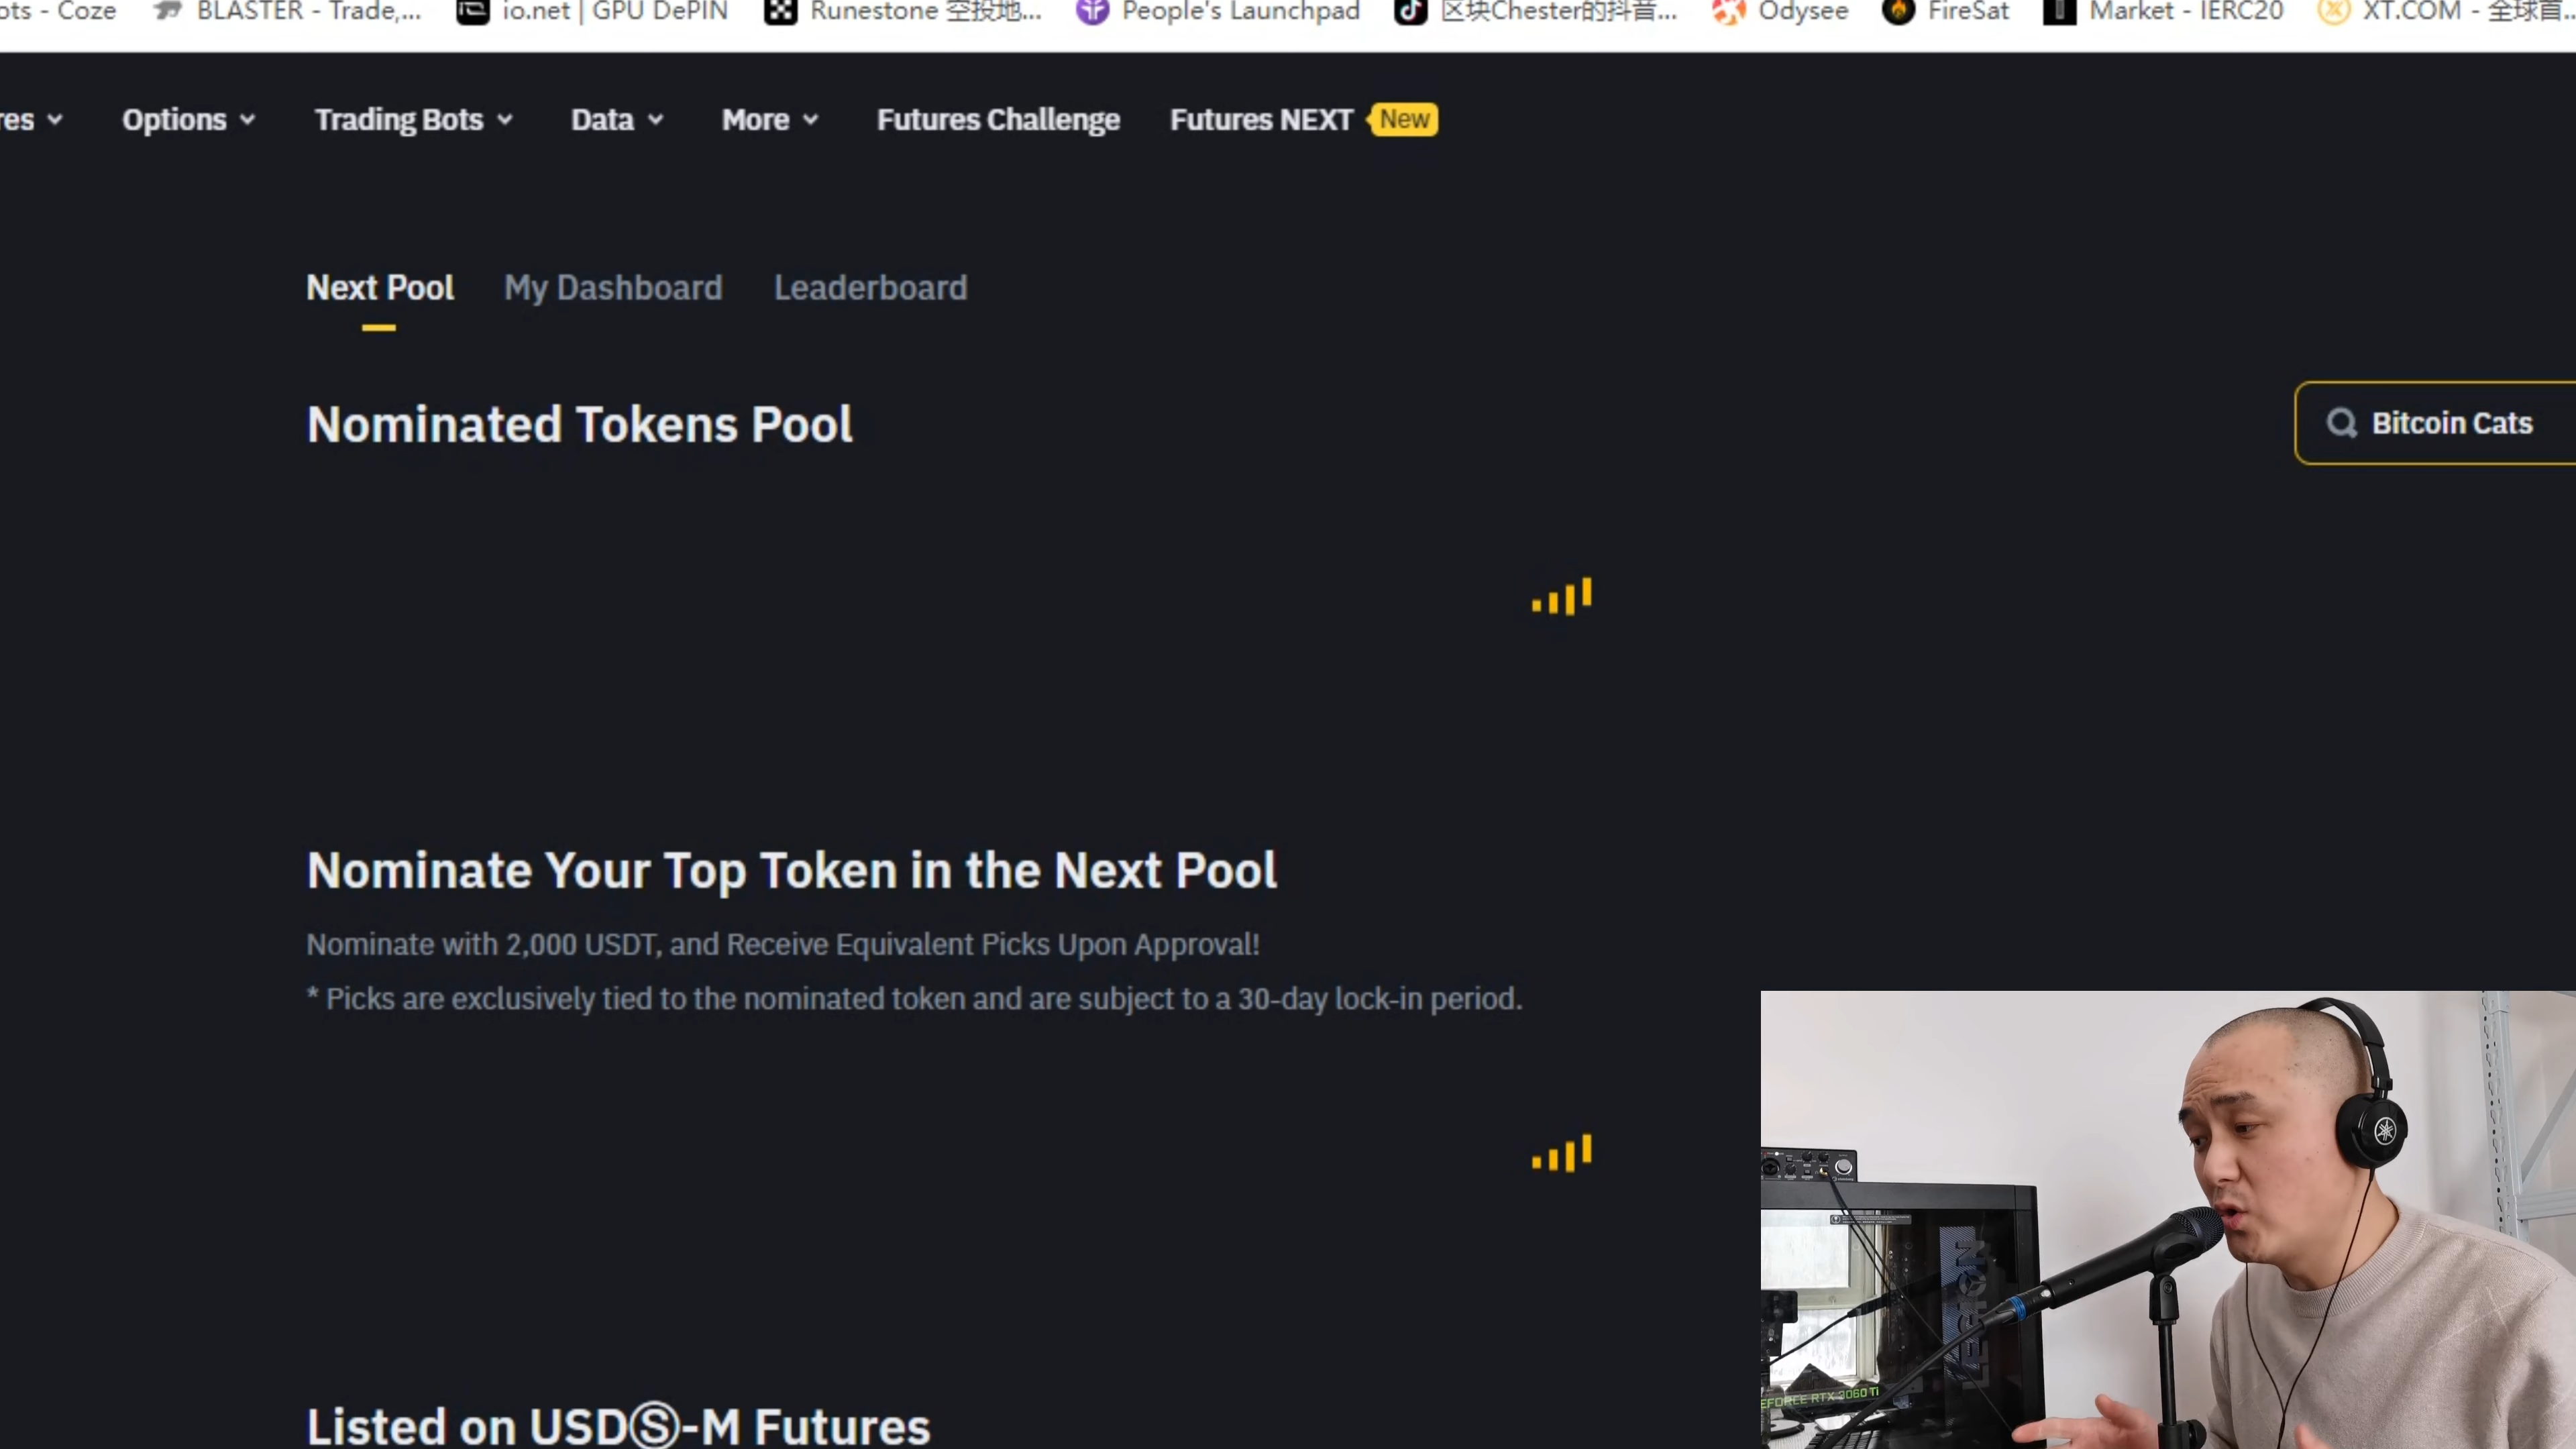 ots - Coze BLASTER - Trade,... io.net | GPU DePIN Runestone 空投地... People's Launchpad 区块Chester的抖音... Odysee FireSat Market - IERC20 XT.COM - 全球首...
res Options Trading Bots Data More Futures Challenge Futures NEXT New
Next Pool My Dashboard Leaderboard
Nominated Tokens Pool
Bitcoin Cats
Nominate Your Top Token in the Next Pool
Nominate with 2,000 USDT, and Receive Equivalent Picks Upon Approval!
* Picks are exclusively tied to the nominated token and are subject to a 30-day lock-in period.
LEGION
EFORCE RTX 3060 Ti
Listed on USDⓈ-M Futures